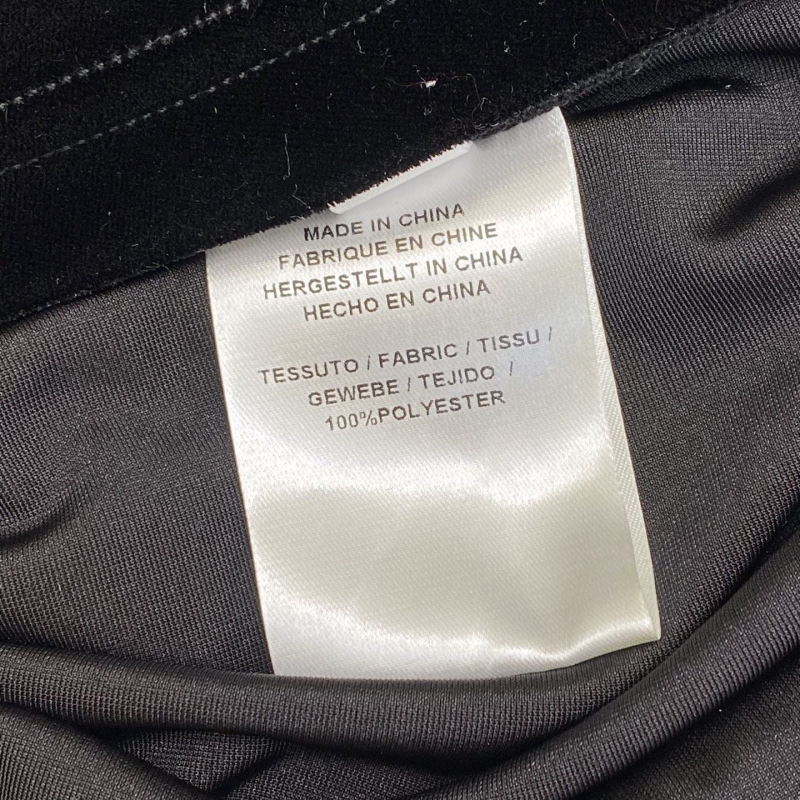 MADE IN CHINA
FABRIQUE EN CHINE
HERGESTELLT IN CHINA
HECHO EN CHINA
TESSUTO / FABRIC / TISSU /
GEWEBE / TEJIDO /
100%POLYESTER